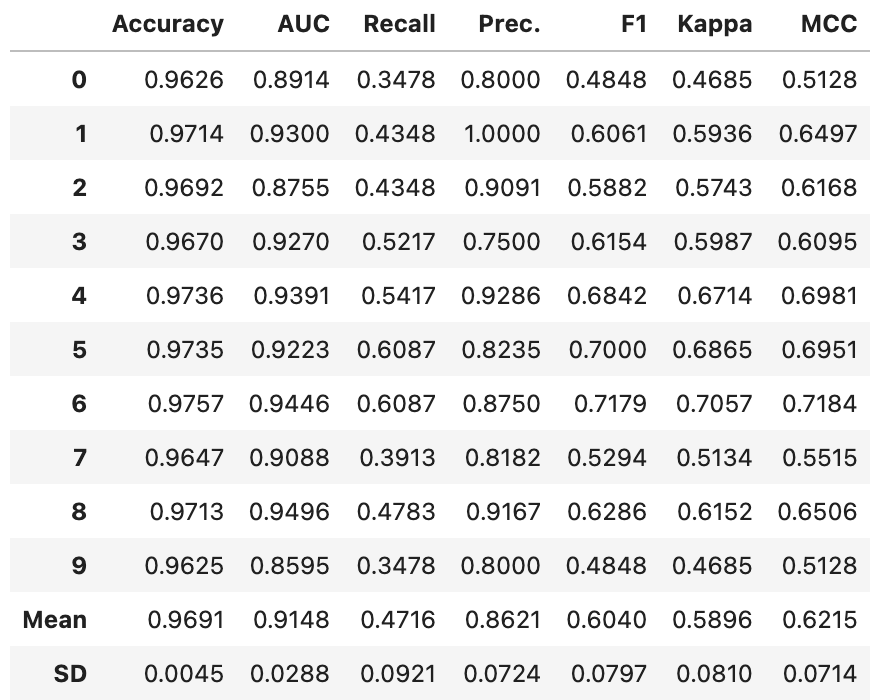 Accuracy AUC Recall Prec. F1 Kappa MCC
0 0.9626 0.8914 0.3478 0.8000 0.4848 0.4685 0.5128
1 0.9714 0.9300 0.4348 1.0000 0.6061 0.5936 0.6497
2 0.9692 0.8755 0.4348 0.9091 0.5882 0.5743 0.6168
3 0.9670 0.9270 0.5217 0.7500 0.6154 0.5987 0.6095
4 0.9736 0.9391 0.5417 0.9286 0.6842 0.6714 0.6981
5 0.9735 0.9223 0.6087 0.8235 0.7000 0.6865 0.6951
6 0.9757 0.9446 0.6087 0.8750 0.7179 0.7057 0.7184
7 0.9647 0.9088 0.3913 0.8182 0.5294 0.5134 0.5515
8 0.9713 0.9496 0.4783 0.9167 0.6286 0.6152 0.6506
9 0.9625 0.8595 0.3478 0.8000 0.4848 0.4685 0.5128
Mean 0.9691 0.9148 0.4716 0.8621 0.6040 0.5896 0.6215
SD 0.0045 0.0288 0.0921 0.0724 0.0797 0.0810 0.0714